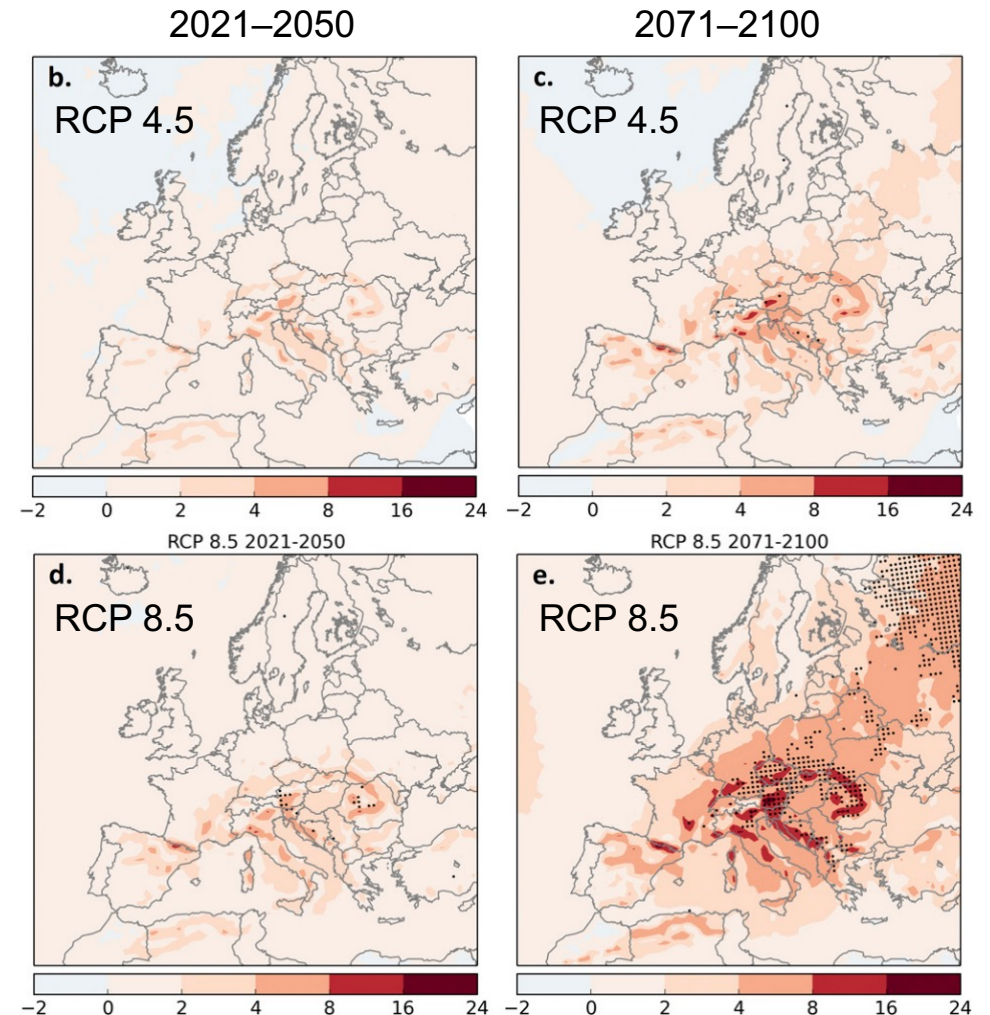 2021–2050 2071–2100
b. c.
RCP 4.5 RCP 4.5
−2 0 2 4 8 16 24 −2 0 2 4 8 16 24
RCP 8.5 2021-2050 RCP 8.5 2071-2100
d. e.
RCP 8.5 RCP 8.5
−2 0 2 4 8 16 24 −2 0 2 4 8 16 24